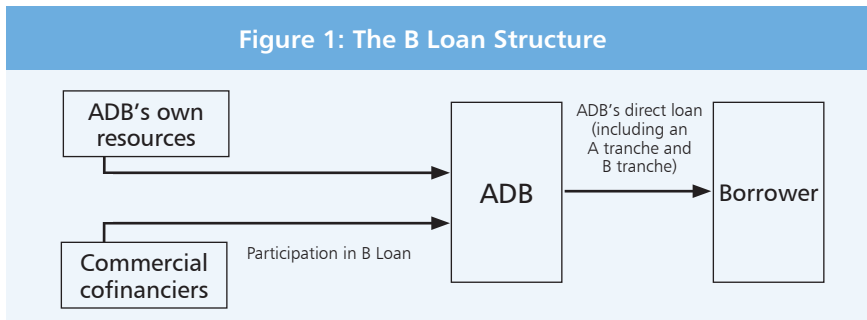 Figure 1: The B Loan Structure
ADB's own
resources
ADB's direct loan
(including an
A tranche and
B tranche)
ADB
Borrower
Participation in B Loan
Commercial
cofinanciers